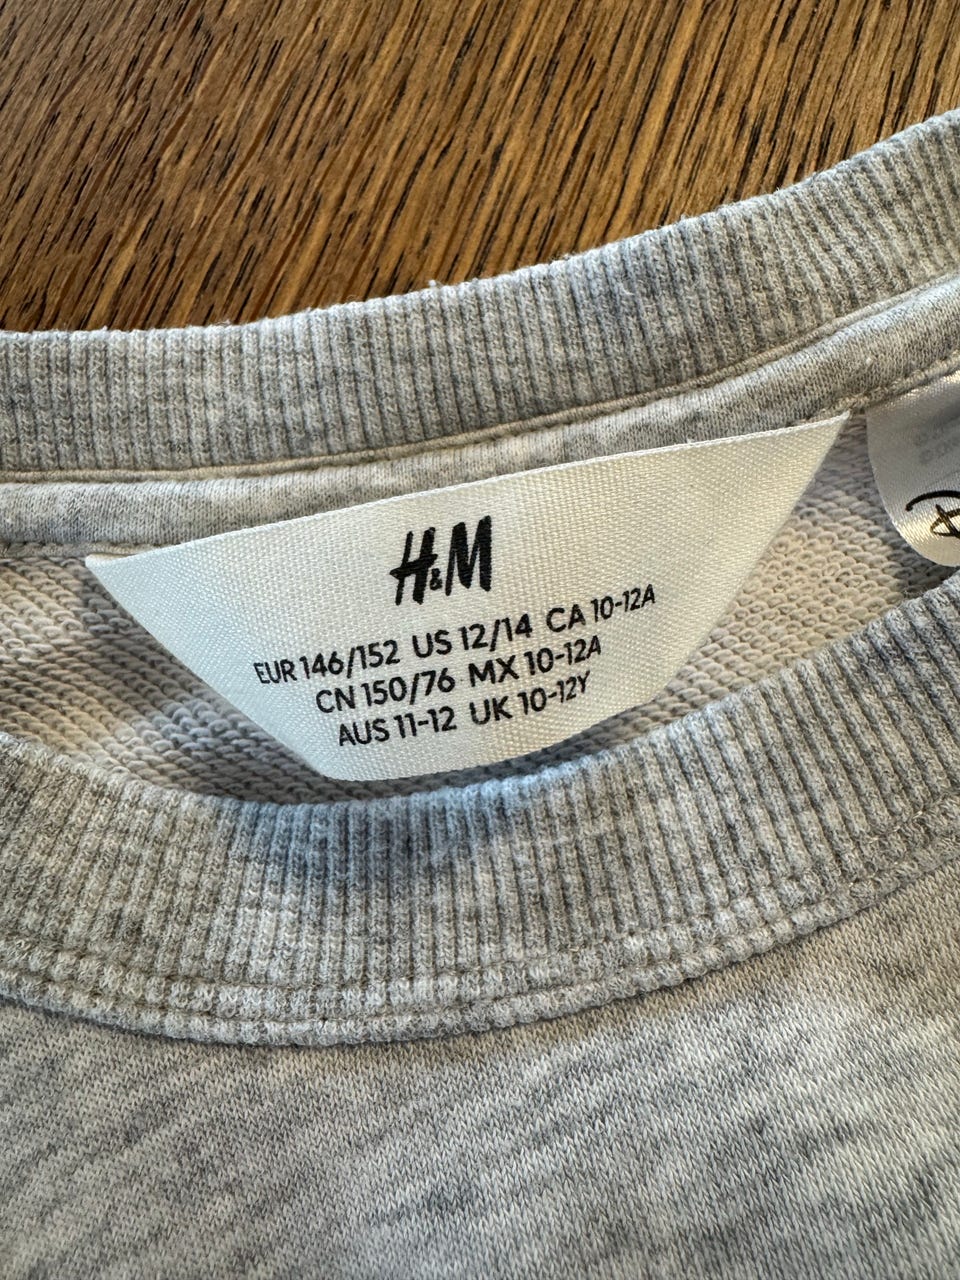 H&M
EUR 146/152 US 12/14 CA 10-12A
CN 150/76 MX 10-12A
AUS 11-12 UK 10-12Y